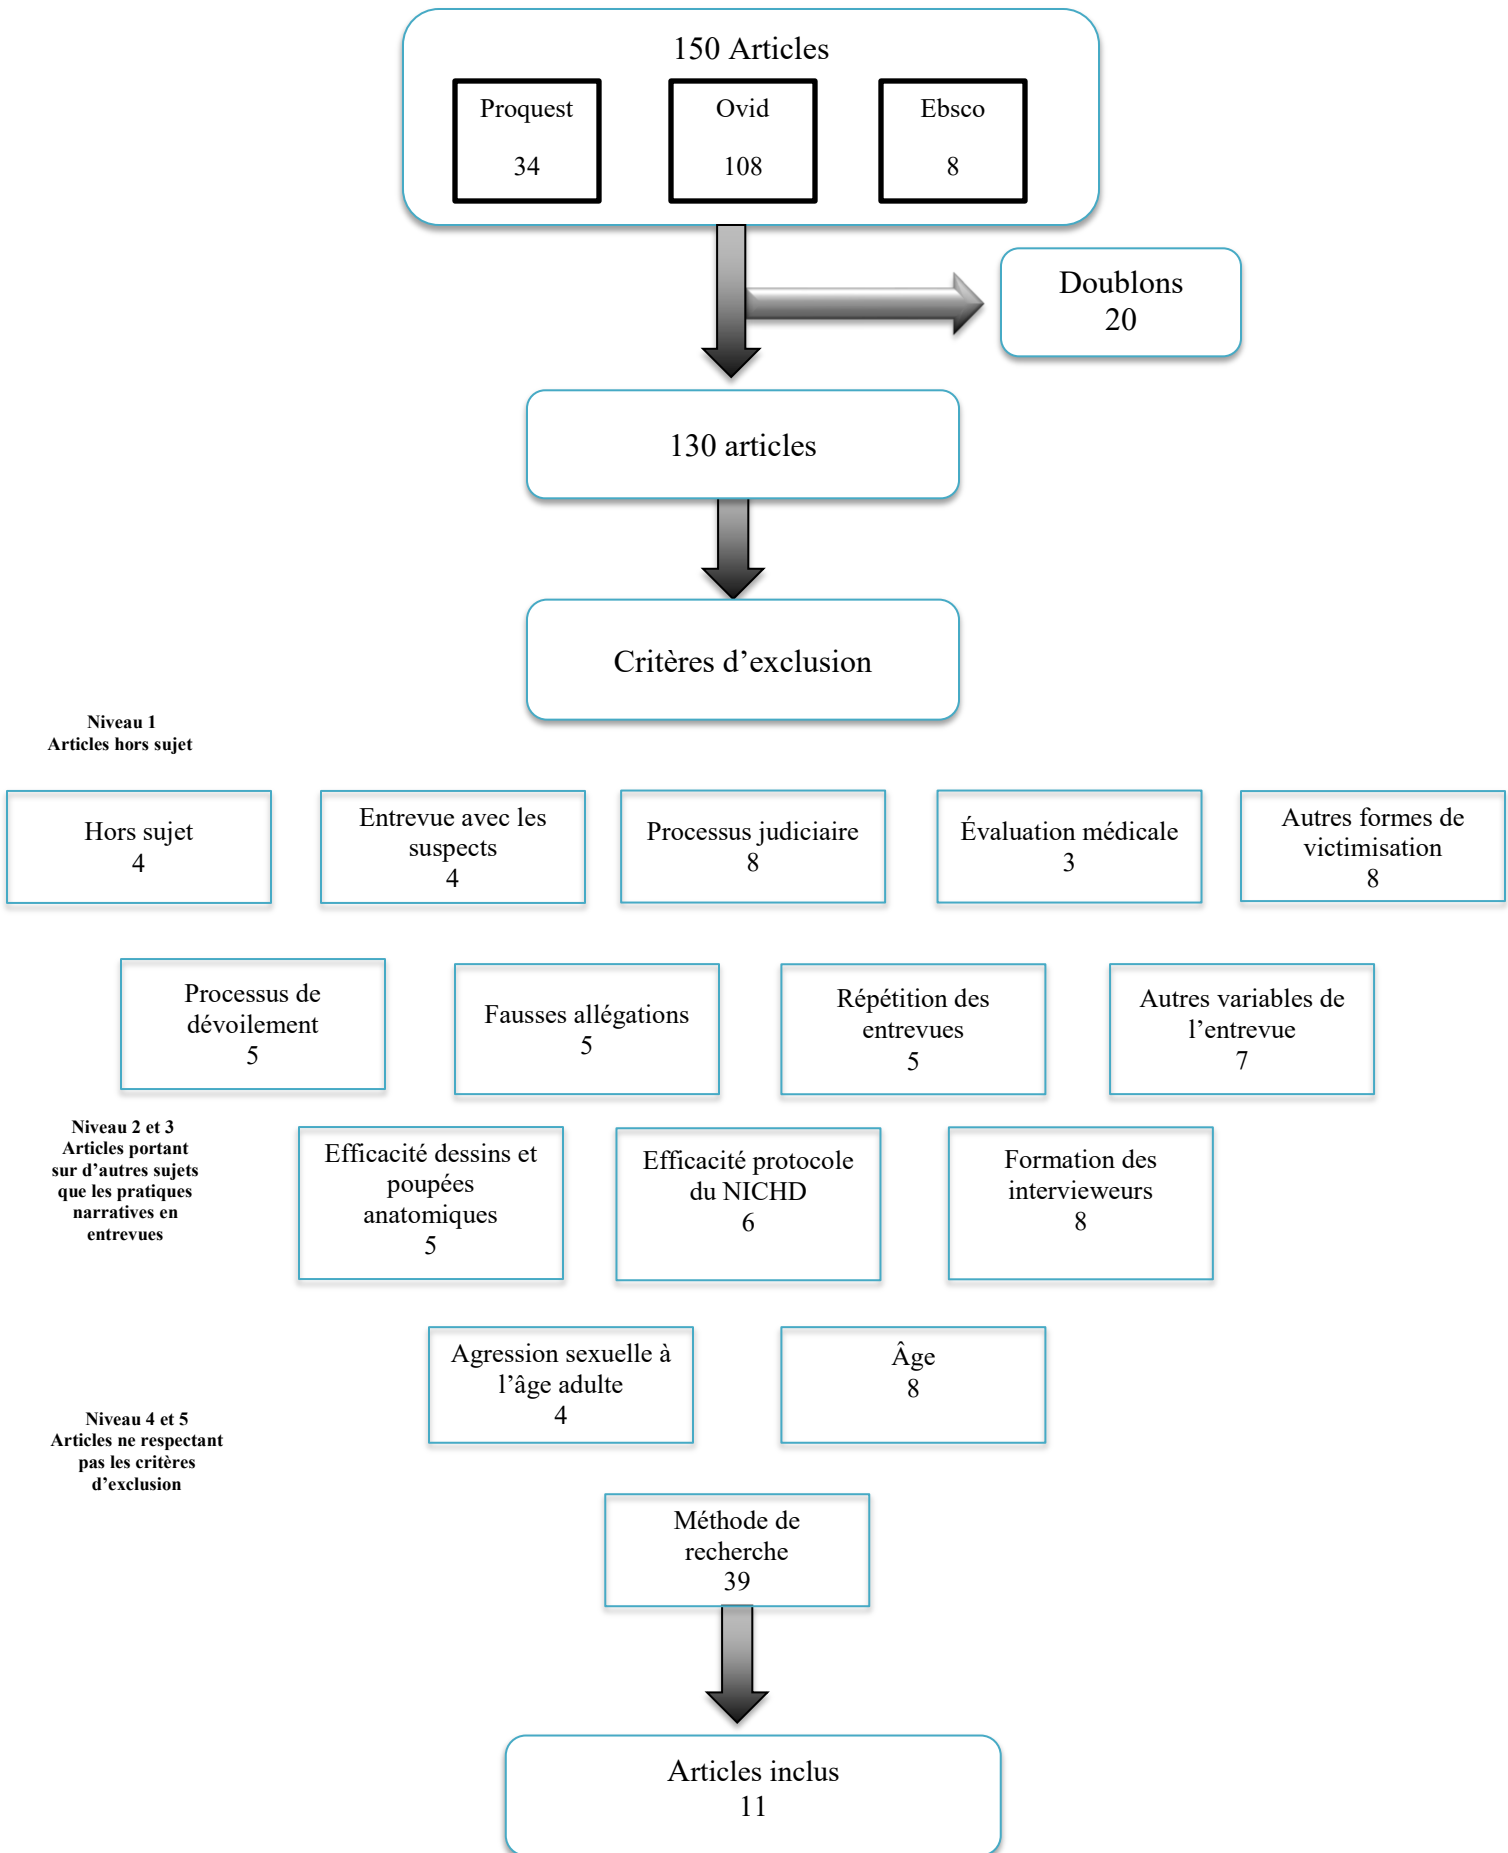 150 Articles
Proquest
34
Ovid
108
Ebsco
8
Doublons
20
130 articles
Critères d’exclusion
Niveau 1
Articles hors sujet
Hors sujet
4
Entrevue avec les
suspects
4
Processus judiciaire
8
Évaluation médicale
3
Autres formes de
victimisation
8
Processus de
dévoilement
5
Fausses allégations
5
Répétition des
entrevues
5
Autres variables de
l’entrevue
7
Niveau 2 et 3
Articles portant
sur d’autres sujets
que les pratiques
narratives en
entrevues
Efficacité dessins et
poupées
anatomiques
5
Efficacité protocole
du NICHD
6
Formation des
intervieweurs
8
Agression sexuelle à
l’âge adulte
4
Âge
8
Niveau 4 et 5
Articles ne respectant
pas les critères
d’exclusion
Méthode de
recherche
39
Articles inclus
11